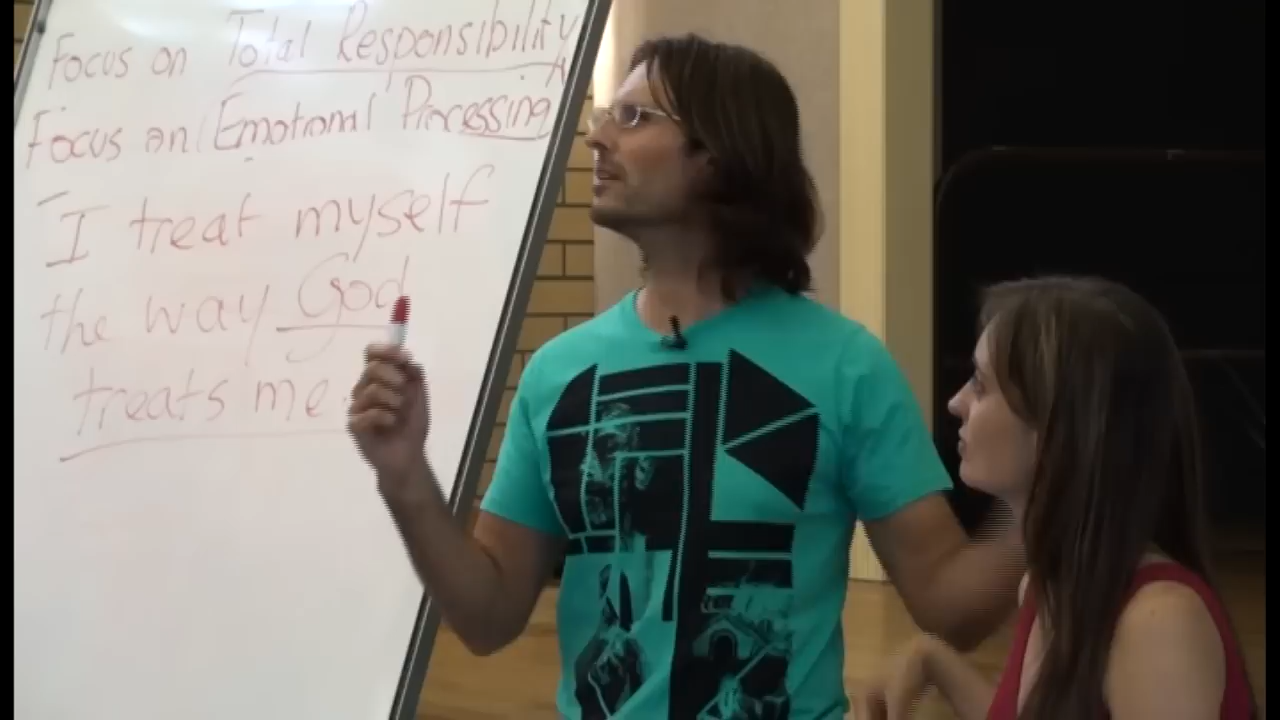 Focus on Total Responsibility
Focus on Emotional Processing
I treat myself
the way God
treats me.